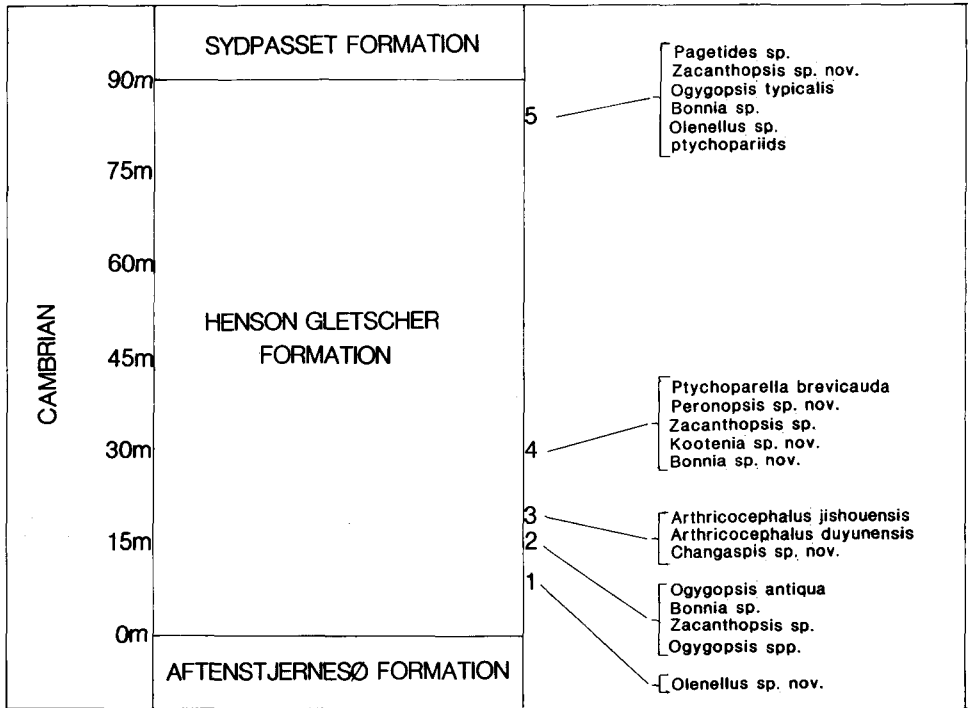 SYDPASSET FORMATION
90m
75m
60m
45m
30m
15m
0m
CAMBRIAN
HENSON GLETSCHER
FORMATION
AFTENSTJERNESØ FORMATION
5
Pagetides sp.
Zacanthopsis sp. nov.
Ogygopsis typicalis
Bonnia sp.
Olenellus sp.
ptychopariids
4
Ptychoparella brevicauda
Peronopsis sp. nov.
Zacanthopsis sp.
Kootenia sp. nov.
Bonnia sp. nov.
3
Arthricocephalus jishouensis
Arthricocephalus duyunensis
Changaspis sp. nov.
2
Ogygopsis antiqua
Bonnia sp.
Zacanthopsis sp.
Ogygopsis spp.
1
Olenellus sp. nov.